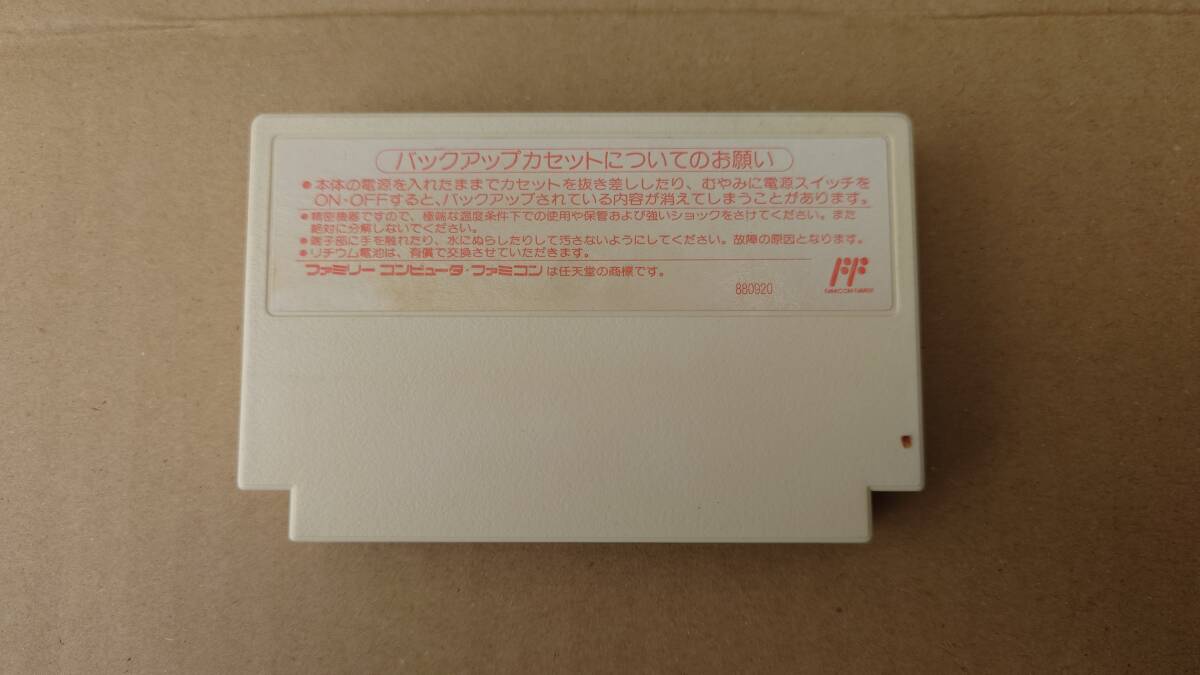 バックアップカセットについてのお願い
●本体の電源を入れたままでカセットを抜き差ししたり、むやみに電源スイッチを
ON・OFFすると、バックアップされている内容が消えてしまうことがあります。
●精密機器ですので、極端な温度条件下での使用や保管および強いショックをさけてください。また
絶対に分解しないでください。
●端子部に手を触れたり、水にぬらしたりして汚さないようにしてください。故障の原因となります。
●リチウム電池は、有償で交換させていただきます。
ファミリーコンピュータ・ファミコンは任天堂の商標です。
880920
FAMICOM FAMILY